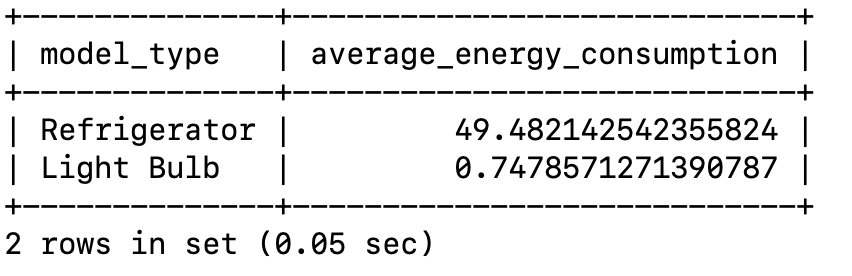 +--------------+----------------------------+
| model_type   | average_energy_consumption |
+--------------+----------------------------+
| Refrigerator |         49.482142542355824 |
| Light Bulb   |         0.7478571271390787 |
+--------------+----------------------------+
2 rows in set (0.05 sec)